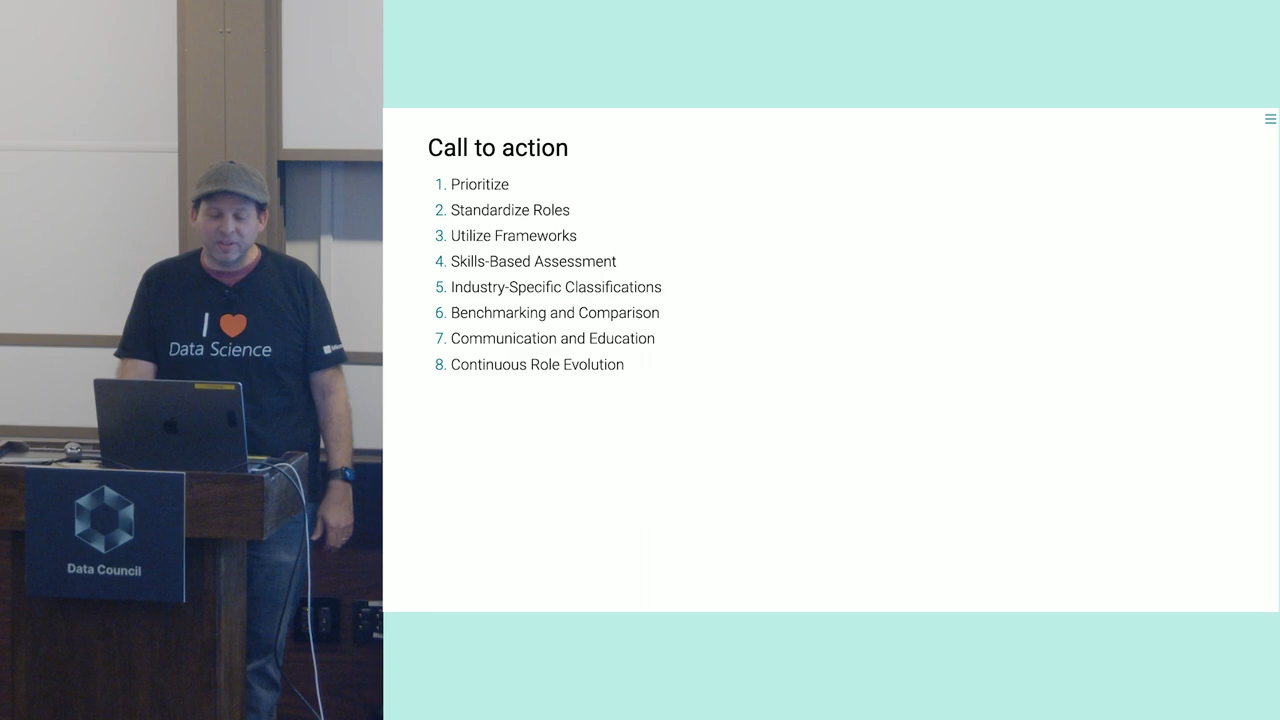 I ❤
Data Science
Data Council
Call to action
1. Prioritize
2. Standardize Roles
3. Utilize Frameworks
4. Skills-Based Assessment
5. Industry-Specific Classifications
6. Benchmarking and Comparison
7. Communication and Education
8. Continuous Role Evolution